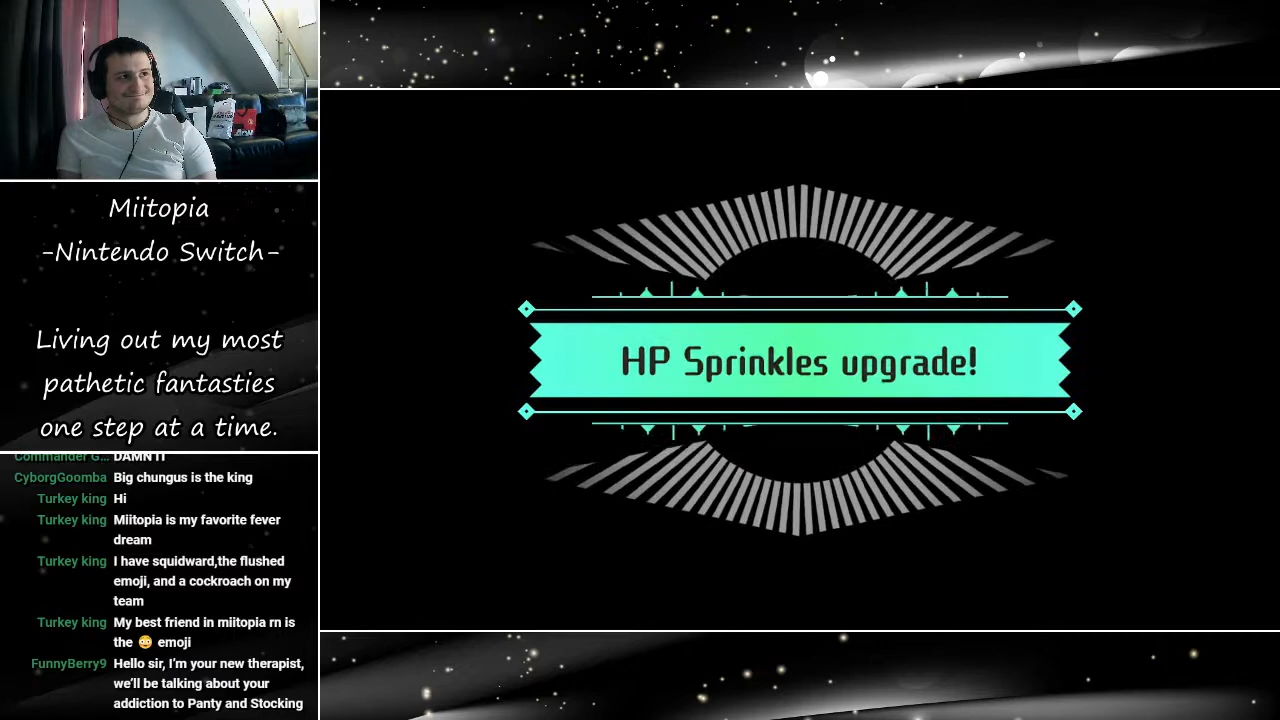 Miitopia
-Nintendo Switch-
Living out my most
pathetic fantasties
one step at a time.
HP Sprinkles upgrade!
Commander G... DAMN IT
CyborgGoomba Big chungus is the king
Turkey king Hi
Turkey king Miitopia is my favorite fever
dream
Turkey king I have squidward,the flushed
emoji, and a cockroach on my
team
Turkey king My best friend in miitopia rn is
the 😳 emoji
FunnyBerry9 Hello sir, I'm your new therapist,
we'll be talking about your
addiction to Panty and Stocking